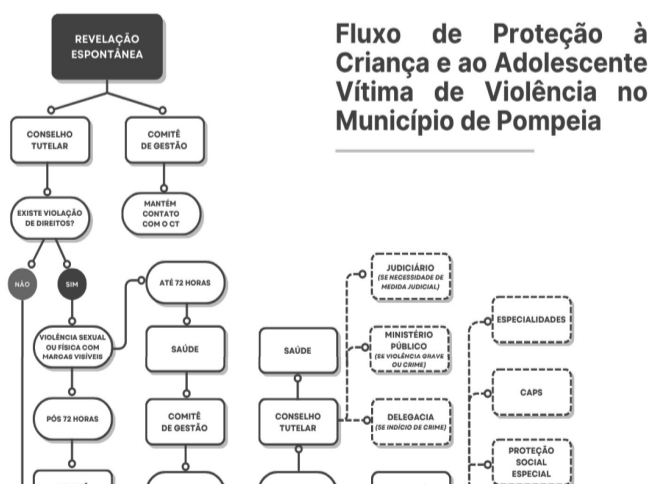 Fluxo de Proteção à
Criança e ao Adolescente
Vítima de Violência no
Município de Pompeia
REVELAÇÃO
ESPONTÂNEA
CONSELHO
TUTELAR
COMITÊ
DE GESTÃO
EXISTE VIOLAÇÃO
DE DIREITOS?
MANTÉM
CONTATO
COM O CT
NÃO
SIM
ATÉ 72 HORAS
VIOLÊNCIA SEXUAL
OU FÍSICA COM
MARGAS VISÍVEIS
SAÚDE
PÓS 72 HORAS
COMITÊ
DE GESTÃO
SAÚDE
CONSELHO
TUTELAR
JUDICIÁRIO
(SE NECESSIDADE DE
MEDIDA JUDICIAL)
MINISTÉRIO
PÚBLICO
(SE VIOLÊNCIA GRAVE
OU CRIME)
DELEGACIA
(SE INDÍCIO DE CRIME)
ESPECIALIDADES
CAPS
PROTEÇÃO
SOCIAL
ESPECIAL